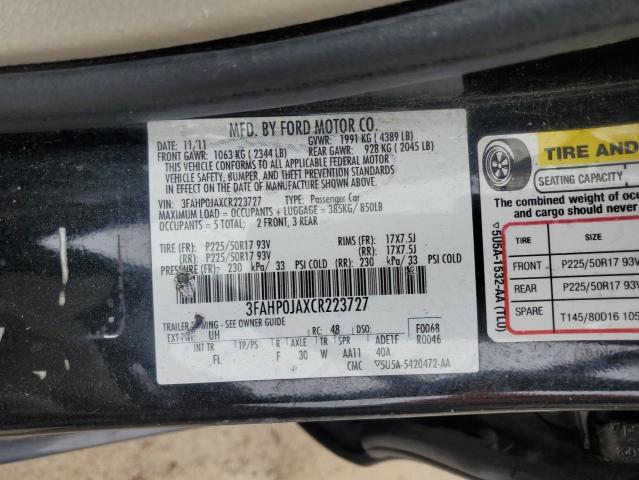 MFD. BY FORD MOTOR CO.
DATE: 11/11 GVWR: 1991 KG ( 4389 LB)
FRONT GAWR: 1063 KG ( 2344 LB) REAR GAWR: 928 KG ( 2045 LB)
THIS VEHICLE CONFORMS TO ALL APPLICABLE FEDERAL MOTOR
VEHICLE SAFETY, BUMPER, AND THEFT PREVENTION STANDARDS IN
EFFECT ON THE DATE OF MANUFACTURE SHOWN ABOVE.
VIN: 3FAHP0JAXCR223727 TYPE: Passenger Car
MAXIMUM LOAD = OCCUPANTS + LUGGAGE = 385KG/ 850LB
OCCUPANTS = 5 TOTAL: 2 FRONT, 3 REAR
TIRE (FR): P225/50R17 93V RIMS (FR): 17X7.5J
(RR): P225/50R17 93V (RR): 17X7.5J
PRESSURE (FR): 230 kPa/ 33 PSI COLD (RR): 230 kPa/ 33 PSI COLD
3FAHP0JAXCR223727
TRAILER TOWING - SEE OWNER GUIDE
EXT PNT: UH RC: 48 DSO: F0068
INT TR TP/PS R AXLE TR SPR ADE1F R0046
FL F 30 W AA11 40A
CMC 5U5A-5420472-AA
5U5A-1532-AA (TLU)
TIRE AND
SEATING CAPACITY
The combined weight of occ
and cargo should never
TIRE SIZE
FRONT P225/50R17 93V
REAR P225/50R17 93V
SPARE T145/80D16 105